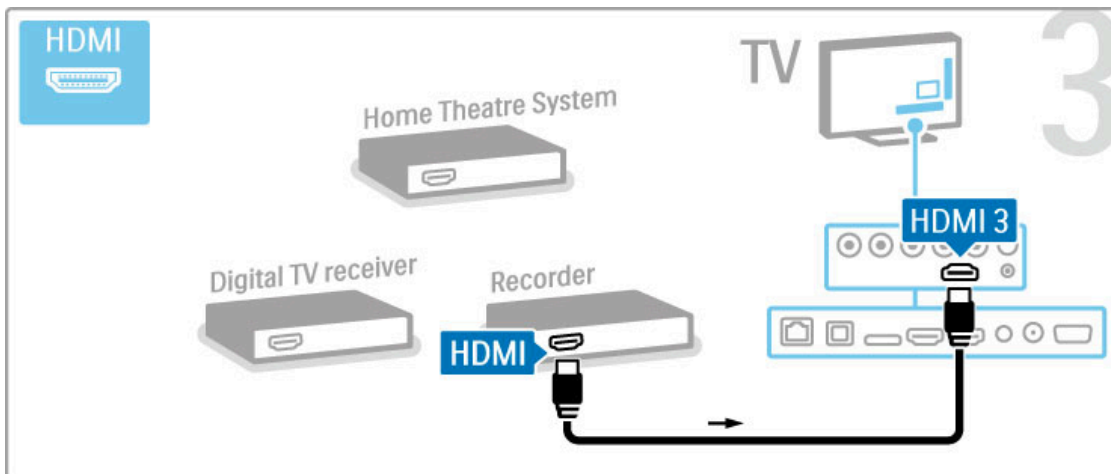 HDMI
TV
3
Home Theatre System
HDMI 3
Digital TV receiver
Recorder
HDMI